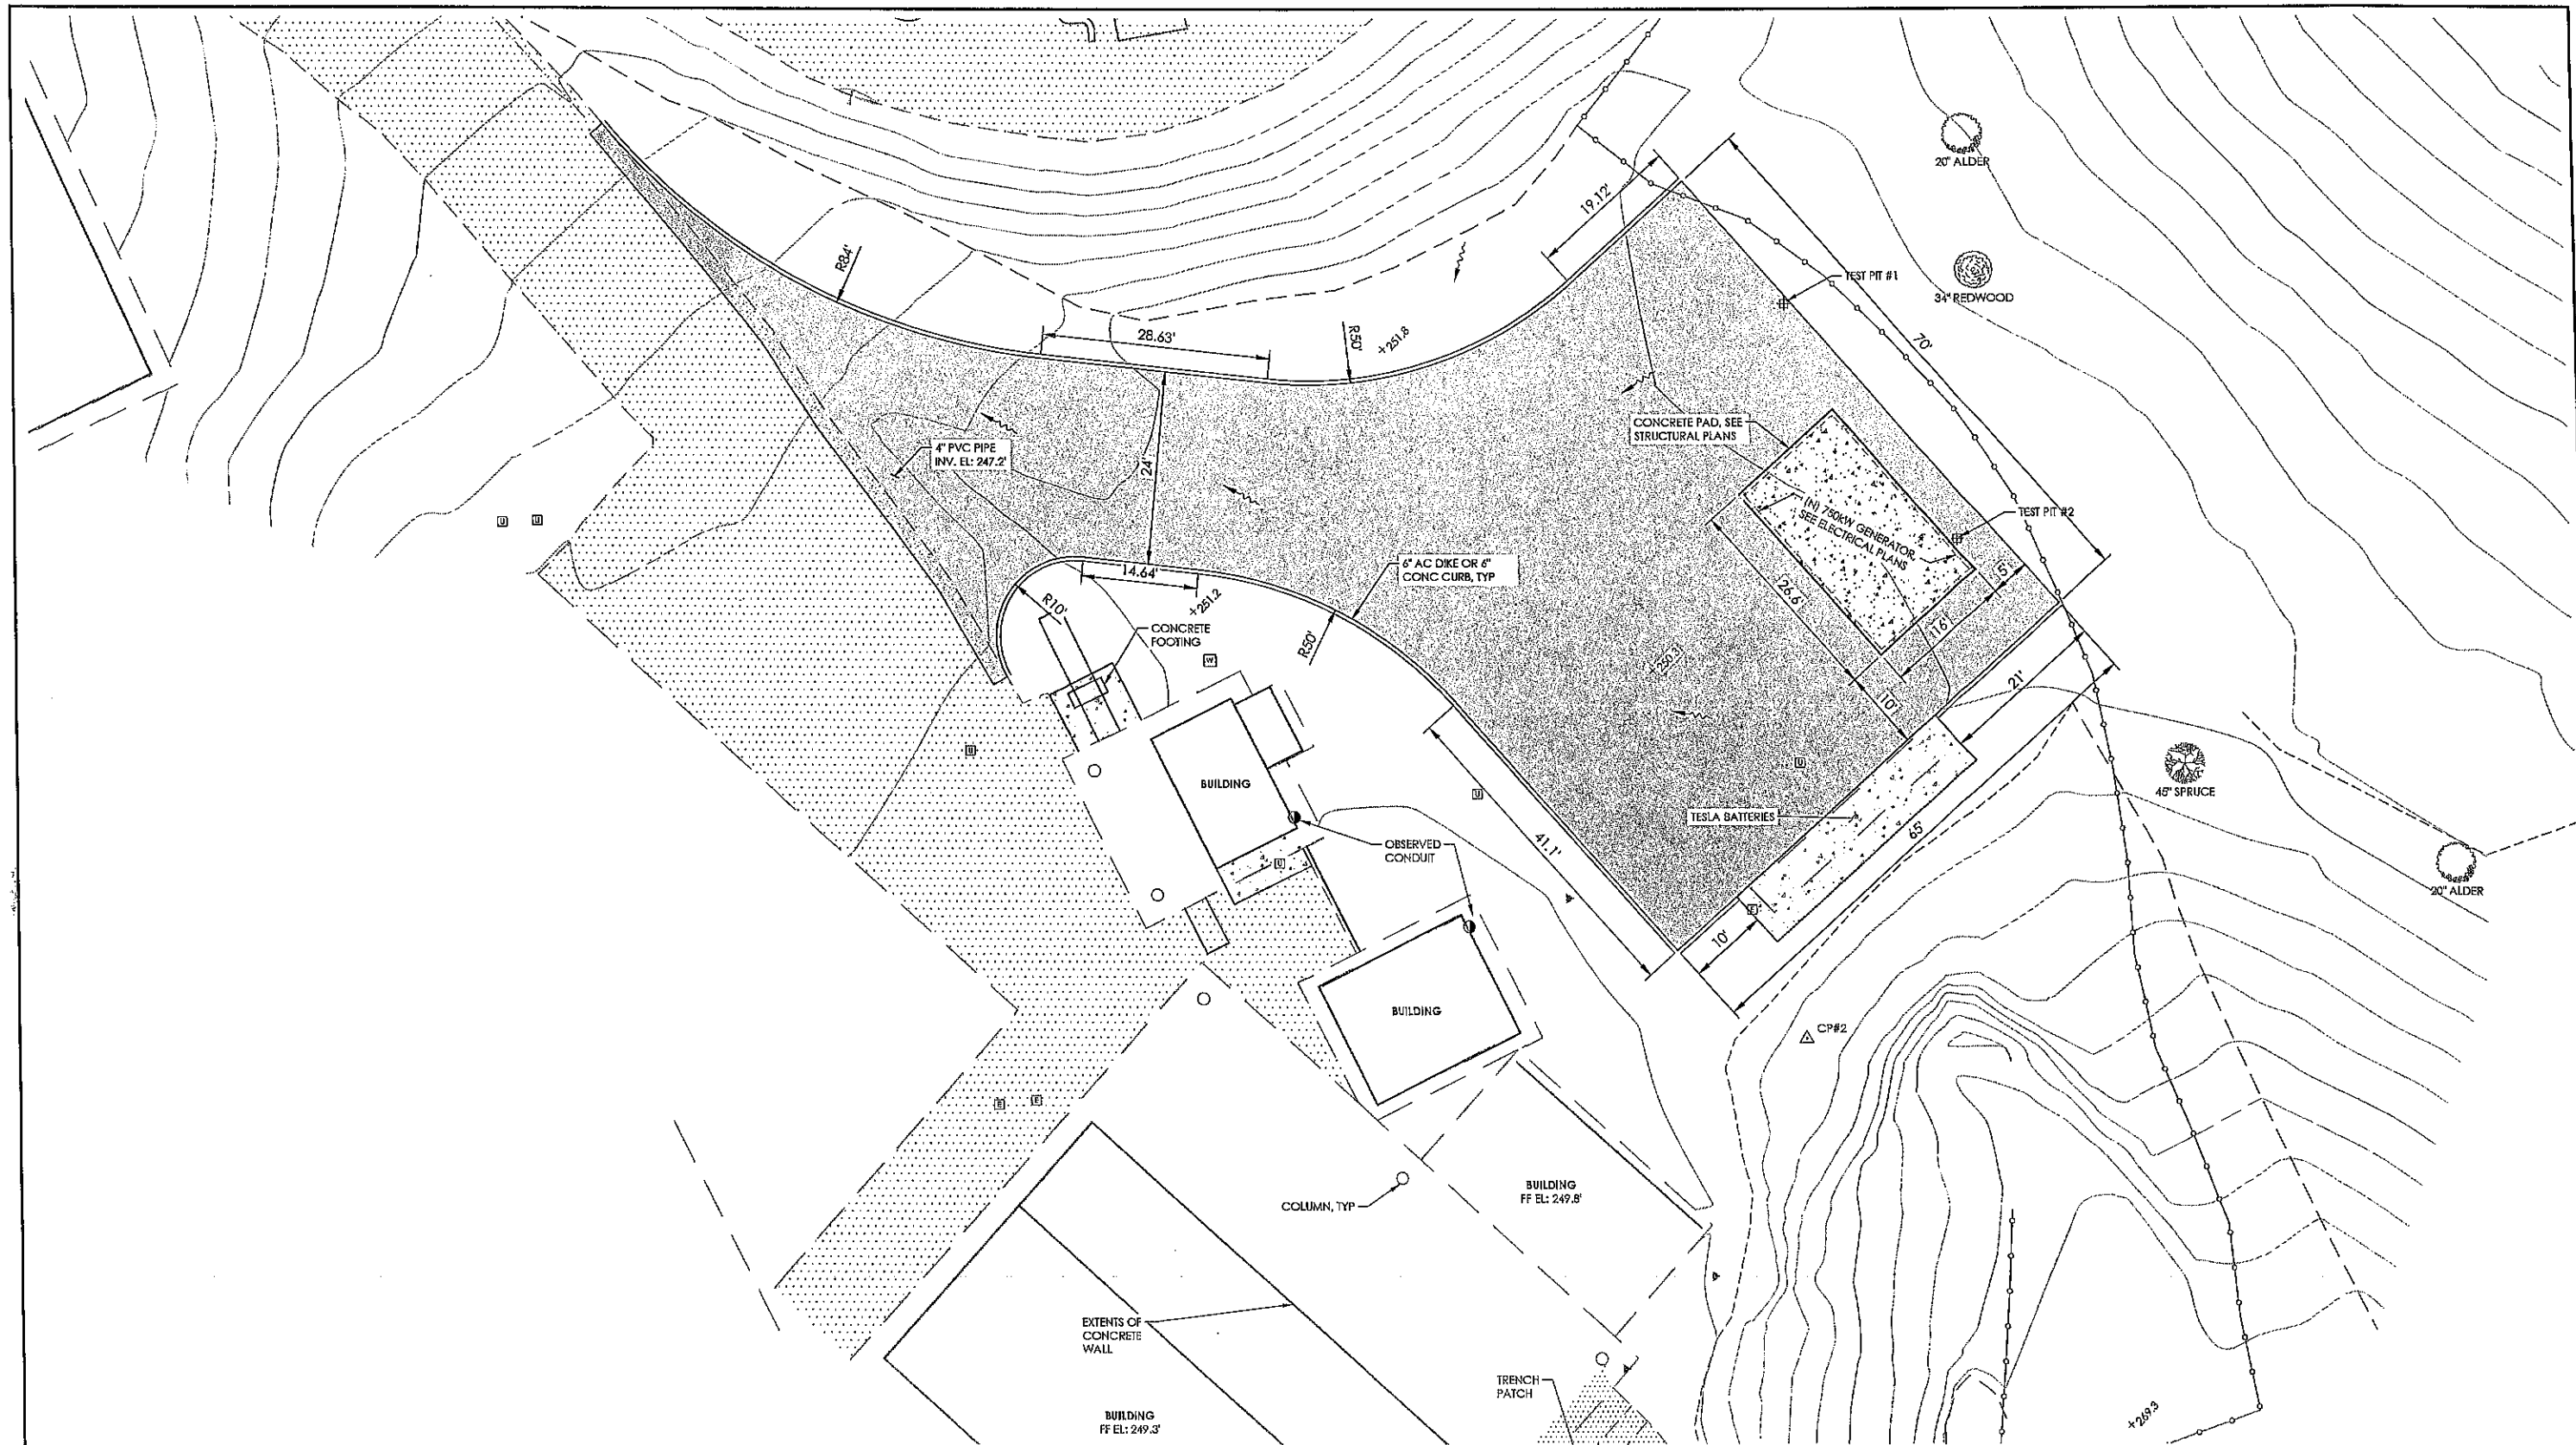 20" ALDER
19.12'
R84'
TEST PIT #1
34" REDWOOD
28.63'
R50'
+251.8
70'
CONCRETE PAD, SEE
STRUCTURAL PLANS
4" PVC PIPE
INV. EL: 247.2'
24'
(N) 750kW GENERATOR,
SEE ELECTRICAL PLANS
TEST PIT #2
U
U
14.64'
6" AC DIKE OR 6"
CONC CURB, TYP
5'
26.6'
R10'
+251.2
CONCRETE
FOOTING
16'
R50'
W
+250.3
21'
10'
U
BUILDING
U
U
45" SPRUCE
TESLA BATTERIES
65'
OBSERVED
CONDUIT
41.1'
U
20" ALDER
E
10'
BUILDING
CP#2
E
E
BUILDING
FF EL: 249.8'
COLUMN, TYP
EXTENTS OF
CONCRETE
WALL
TRENCH
PATCH
BUILDING
FF EL: 249.3'
+269.3